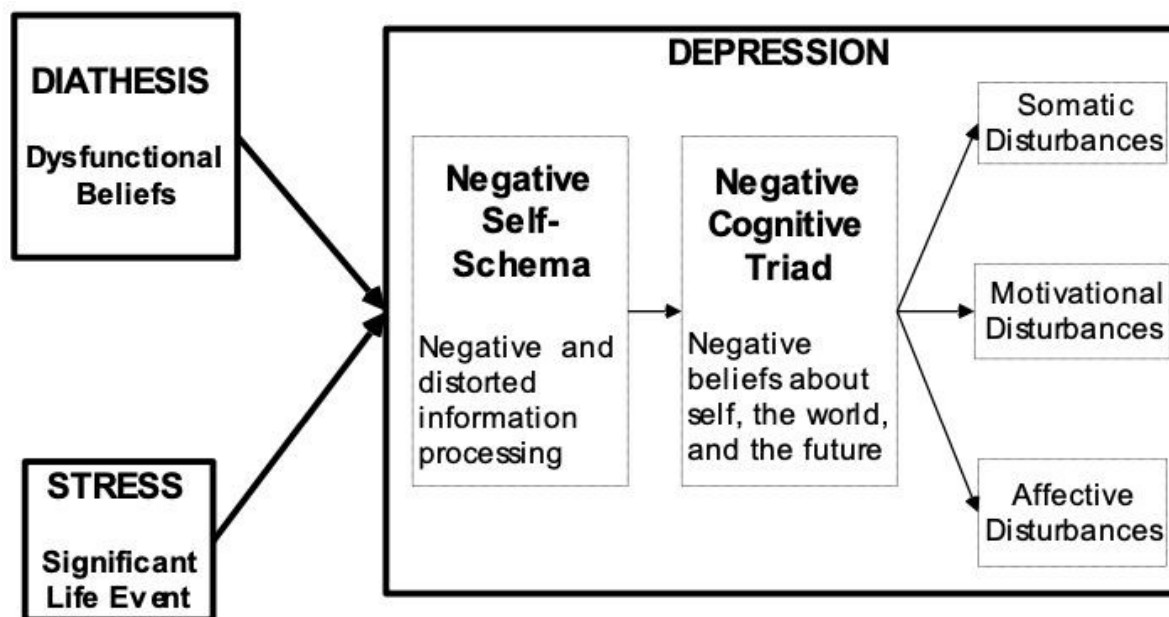 DIATHESIS
Dysfunctional
Beliefs
STRESS
Significant
Life Event
DEPRESSION
Negative
Self-
Schema
Negative and
distorted
information
processing
Negative
Cognitive
Triad
Negative
beliefs about
self, the world,
and the future
Somatic
Disturbances
Motivational
Disturbances
Affective
Disturbances